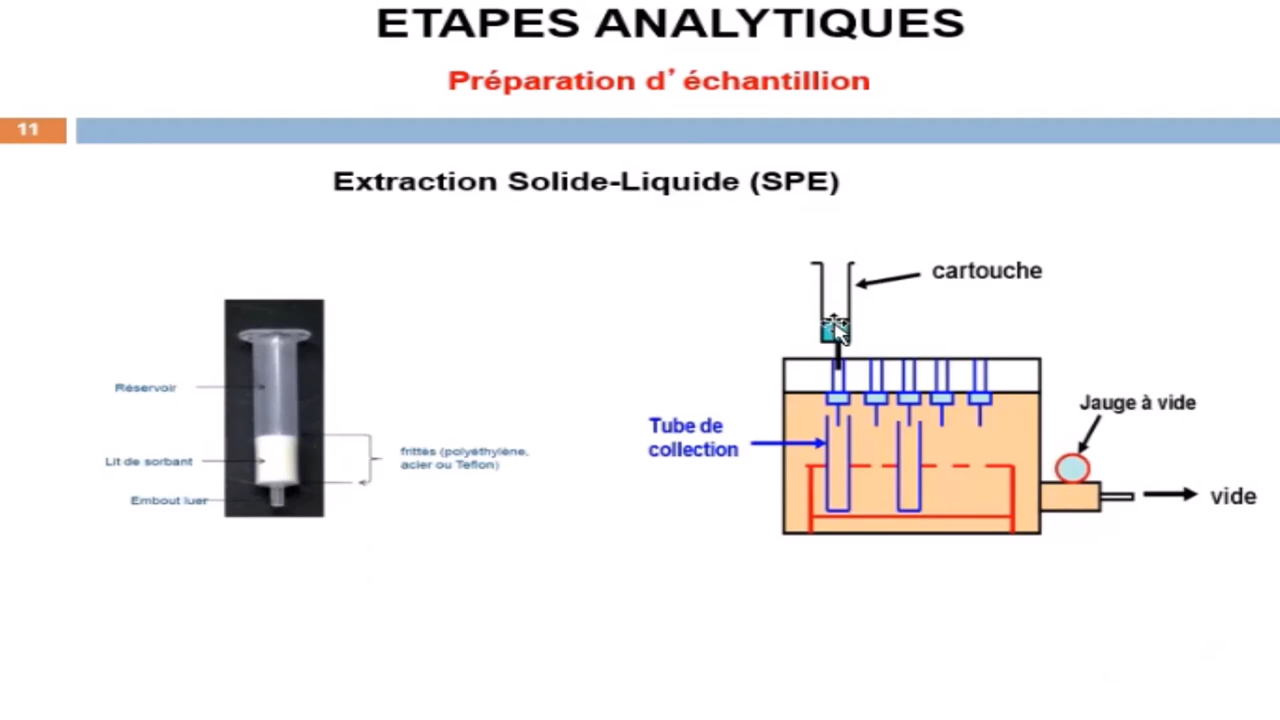 ETAPES ANALYTIQUES
Préparation d’échantillion
11
Extraction Solide-Liquide (SPE)
Réservoir
Lit de sorbant
Embout luer
frittés (polyéthylène,
acier ou Teflon)
cartouche
Tube de
collection
Jauge à vide
vide